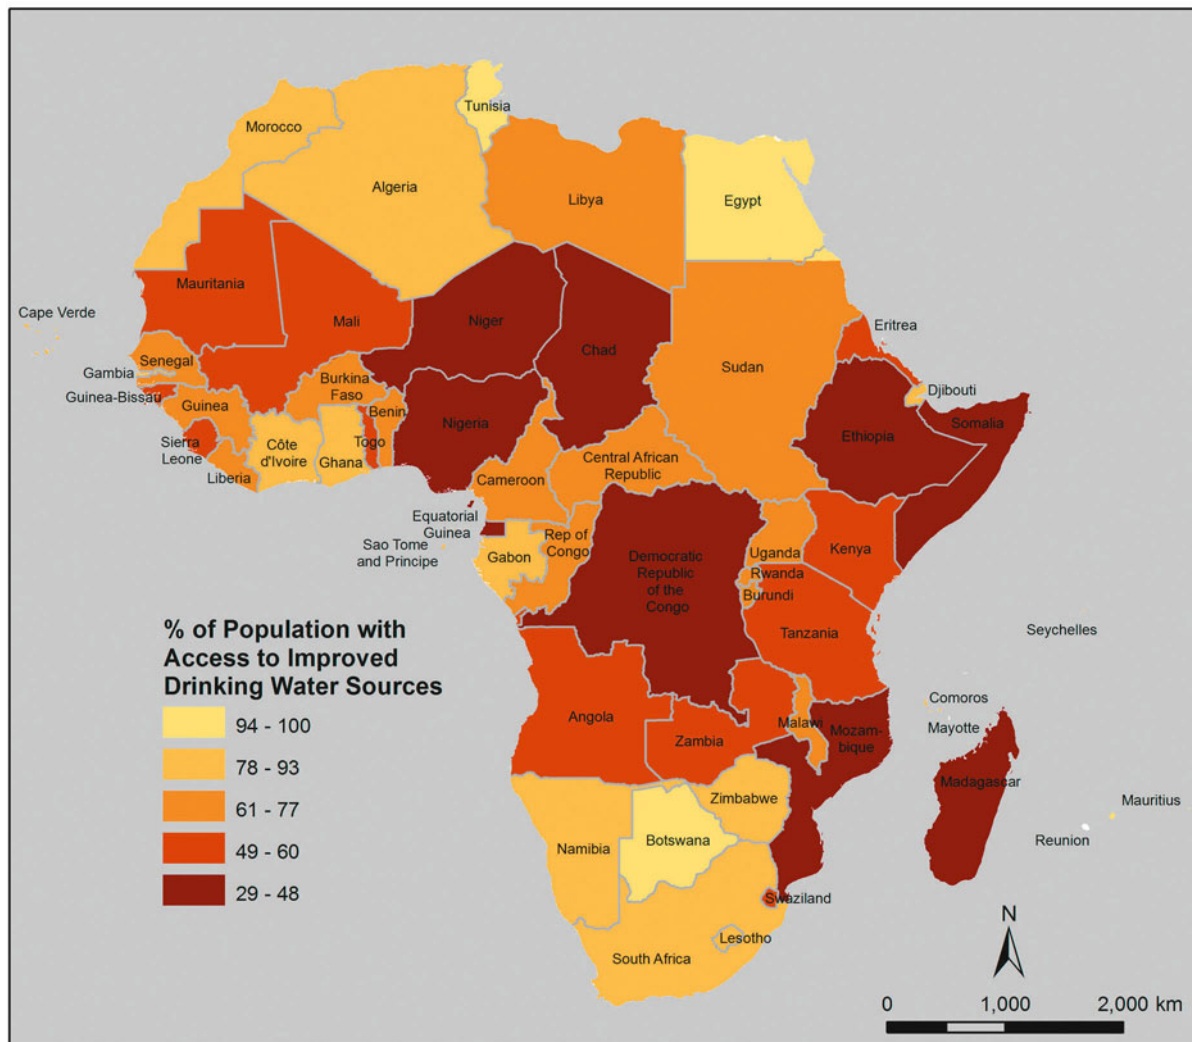 Tunisia
Morocco
Algeria
Libya
Egypt
Mauritania
Mali
Niger
Chad
Sudan
Eritrea
Cape Verde
Senegal
Gambia
Guinea-Bissau
Guinea
Burkina
Faso
Benin
Nigeria
Djibouti
Somalia
Ethiopia
Sierra
Leone
Côte
d'Ivoire
Ghana
Togo
Liberia
Cameroon
Central African
Republic
Equatorial
Guinea
Sao Tome
and Principe
Gabon
Rep of
Congo
Democratic
Republic
of the
Congo
Uganda
Kenya
Rwanda
Burundi
Tanzania
Seychelles
Comoros
Mayotte
Angola
Zambia
Malawi
Mozam-
bique
Madagascar
Mauritius
Reunion
Zimbabwe
Namibia
Botswana
Swaziland
Lesotho
South Africa
% of Population with
Access to Improved
Drinking Water Sources
94 - 100
78 - 93
61 - 77
49 - 60
29 - 48
N
0 1,000 2,000 km